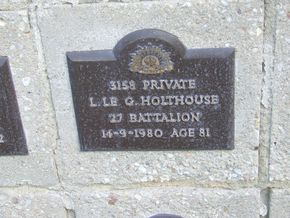 3158 PRIVATE
L. LE G. HOLTHOUSE
27 BATTALION
14-9-1980 AGE 81